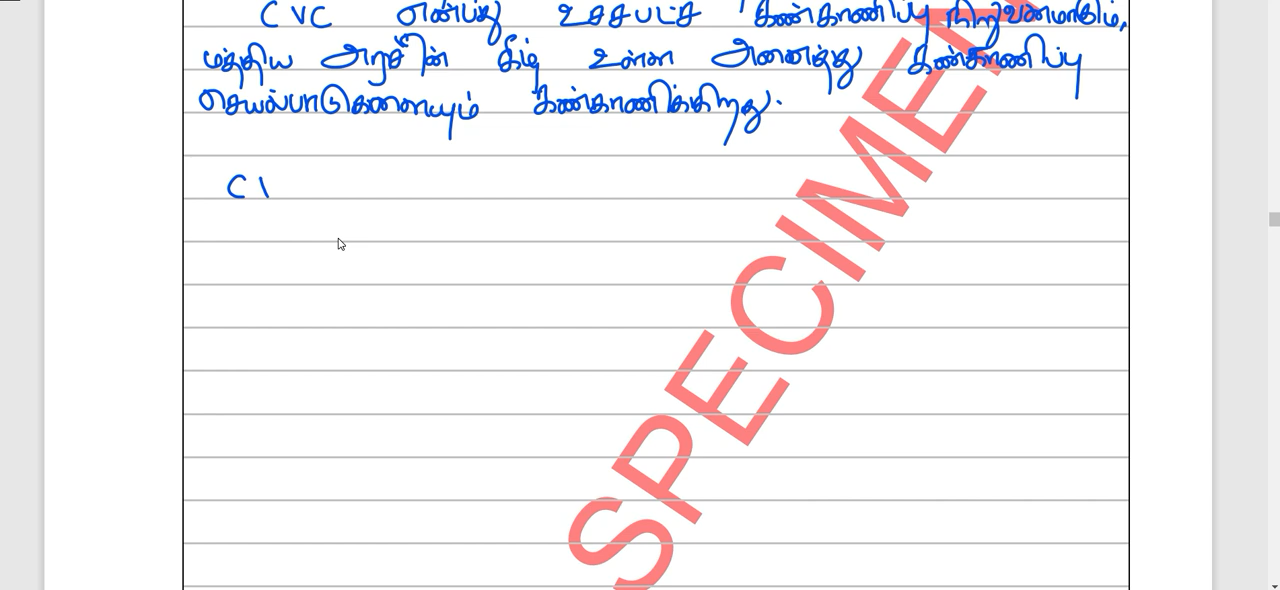 CVC என்பது உச்சபட்ச கண்காணிப்பு நிறுவனமாகும்,
மத்திய அரசின் கீழ் உள்ள அனைத்து கண்காணிப்பு
செயல்பாடுகளையும் கண்காணிக்கிறது.
C\
SPECIMEN